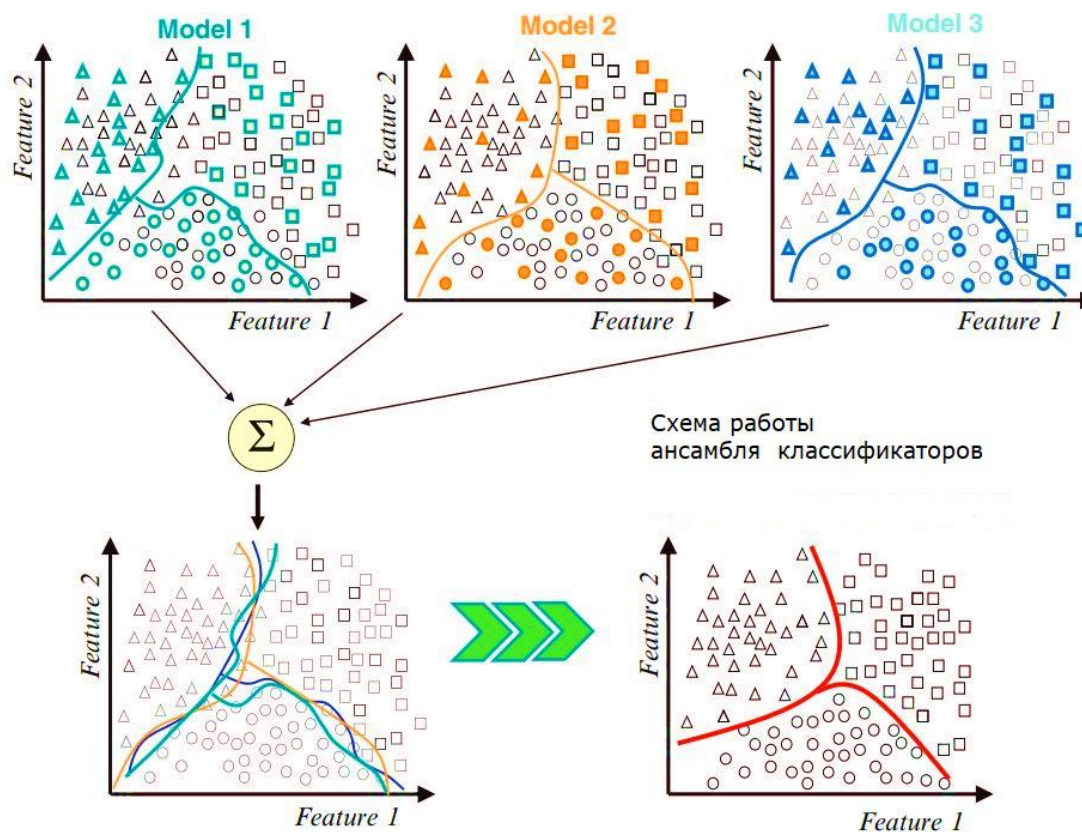 Model 1
Model 2
Model 3
Feature 2
Feature 1
Feature 2
Feature 1
Feature 2
Feature 1
Σ
Схема работы
ансамбля классификаторов
Feature 2
Feature 1
Feature 2
Feature 1